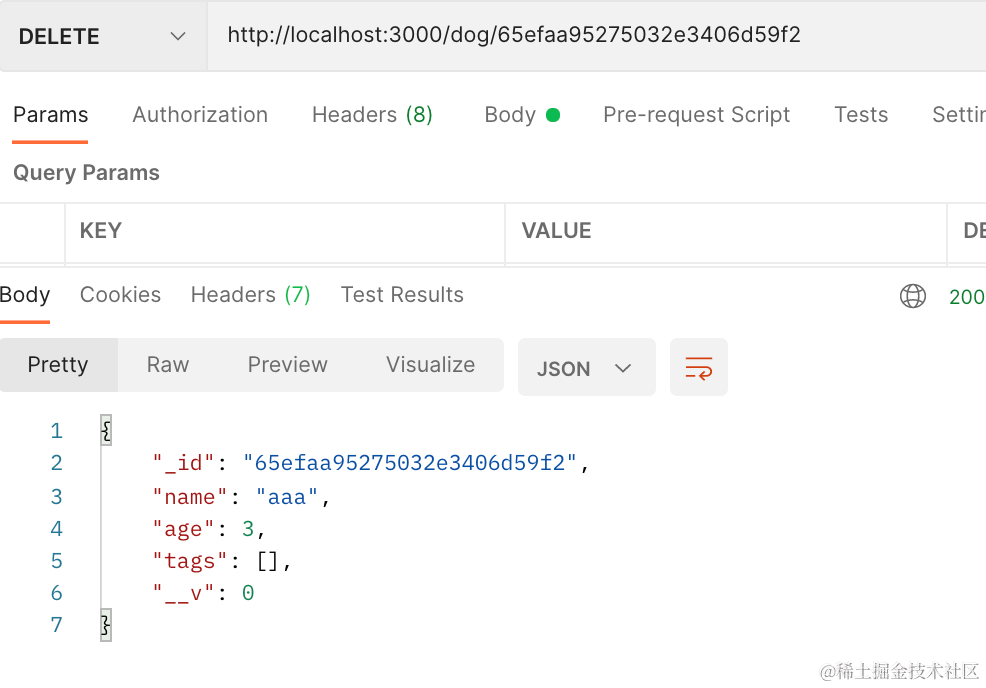 DELETE http://localhost:3000/dog/65efaa95275032e3406d59f2
Params Authorization Headers (8) Body Pre-request Script Tests Settin
Query Params
KEY VALUE DE
Body Cookies Headers (7) Test Results 200
Pretty Raw Preview Visualize JSON
1 {
2 "_id": "65efaa95275032e3406d59f2",
3 "name": "aaa",
4 "age": 3,
5 "tags": [],
6 "__v": 0
7 }
@稀土掘金技术社区